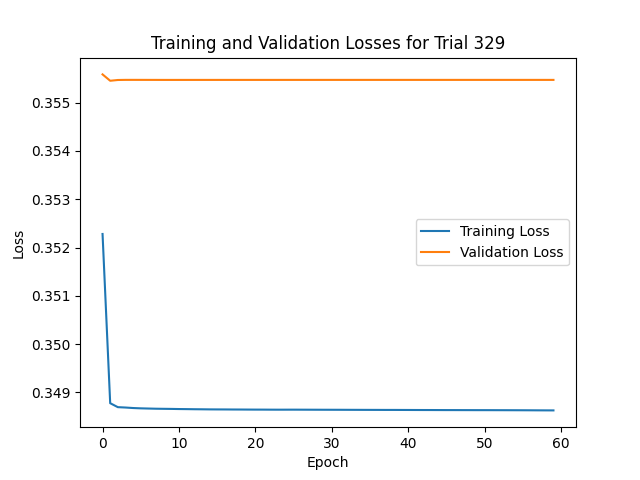 Training and Validation Losses for Trial 329
0.355
0.354
0.353
0.352
0.351
0.350
0.349
Loss
Training Loss
Validation Loss
0 10 20 30 40 50 60
Epoch